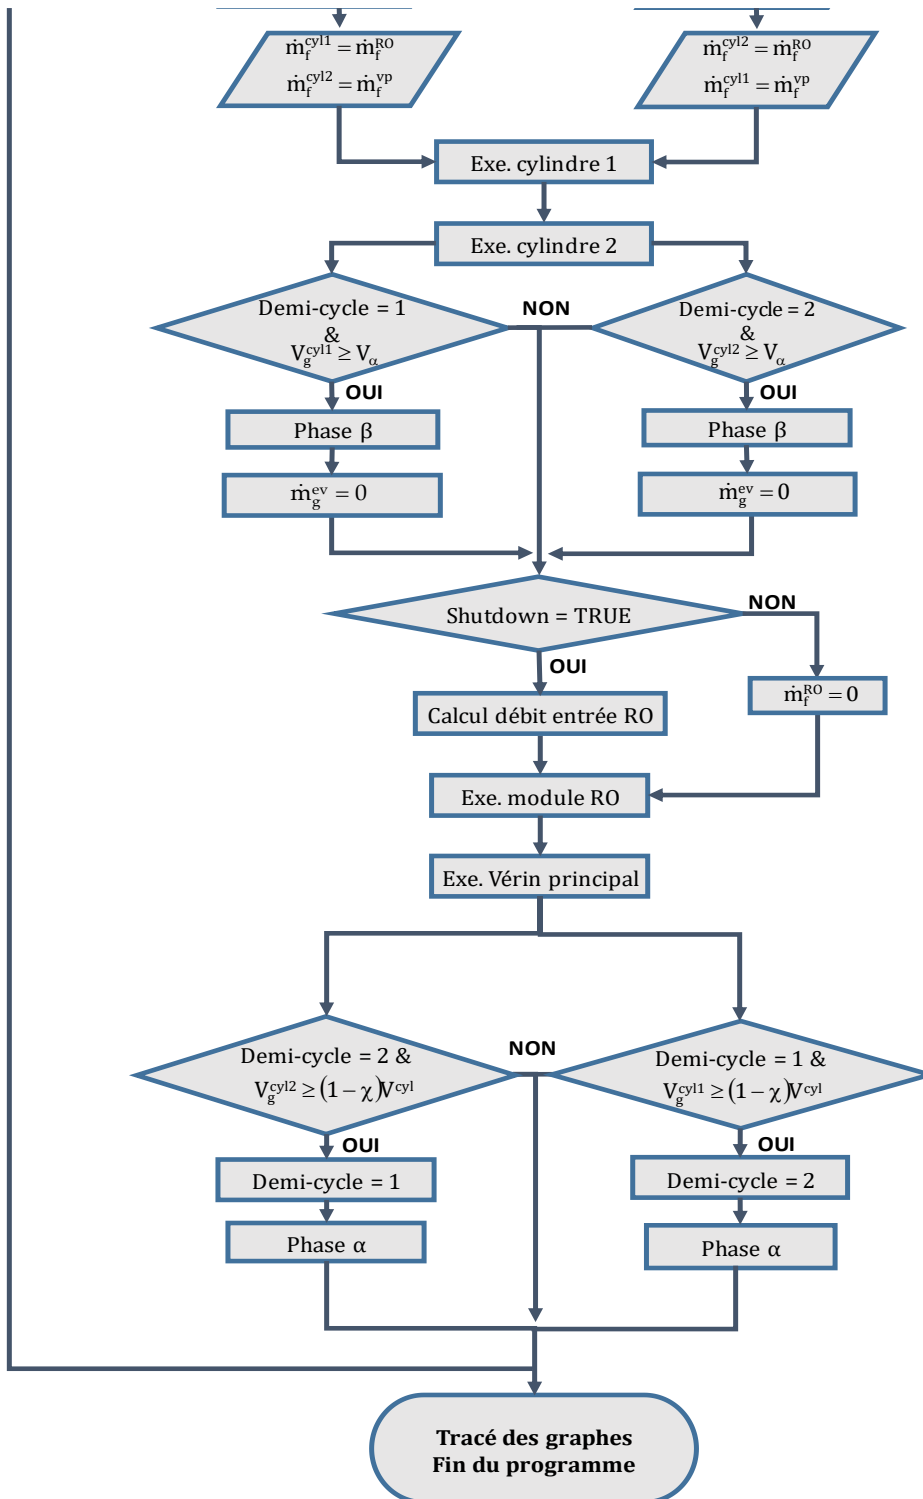 ṁ_f^cyl1 = ṁ_f^RO
ṁ_f^cyl2 = ṁ_f^vp
ṁ_f^cyl2 = ṁ_f^RO
ṁ_f^cyl1 = ṁ_f^vp
Exe. cylindre 1
Exe. cylindre 2
Demi-cycle = 1
&
V_g^cyl1 ≥ V_α
NON
Demi-cycle = 2
&
V_g^cyl2 ≥ V_α
OUI
OUI
Phase β
Phase β
ṁ_g^ev = 0
ṁ_g^ev = 0
Shutdown = TRUE
NON
OUI
Calcul débit entrée RO
ṁ_f^RO = 0
Exe. module RO
Exe. Vérin principal
Demi-cycle = 2 &
V_g^cyl2 ≥ (1 − χ)V^cyl
NON
Demi-cycle = 1 &
V_g^cyl1 ≥ (1 − χ)V^cyl
OUI
OUI
Demi-cycle = 1
Demi-cycle = 2
Phase α
Phase α
Tracé des graphes
Fin du programme